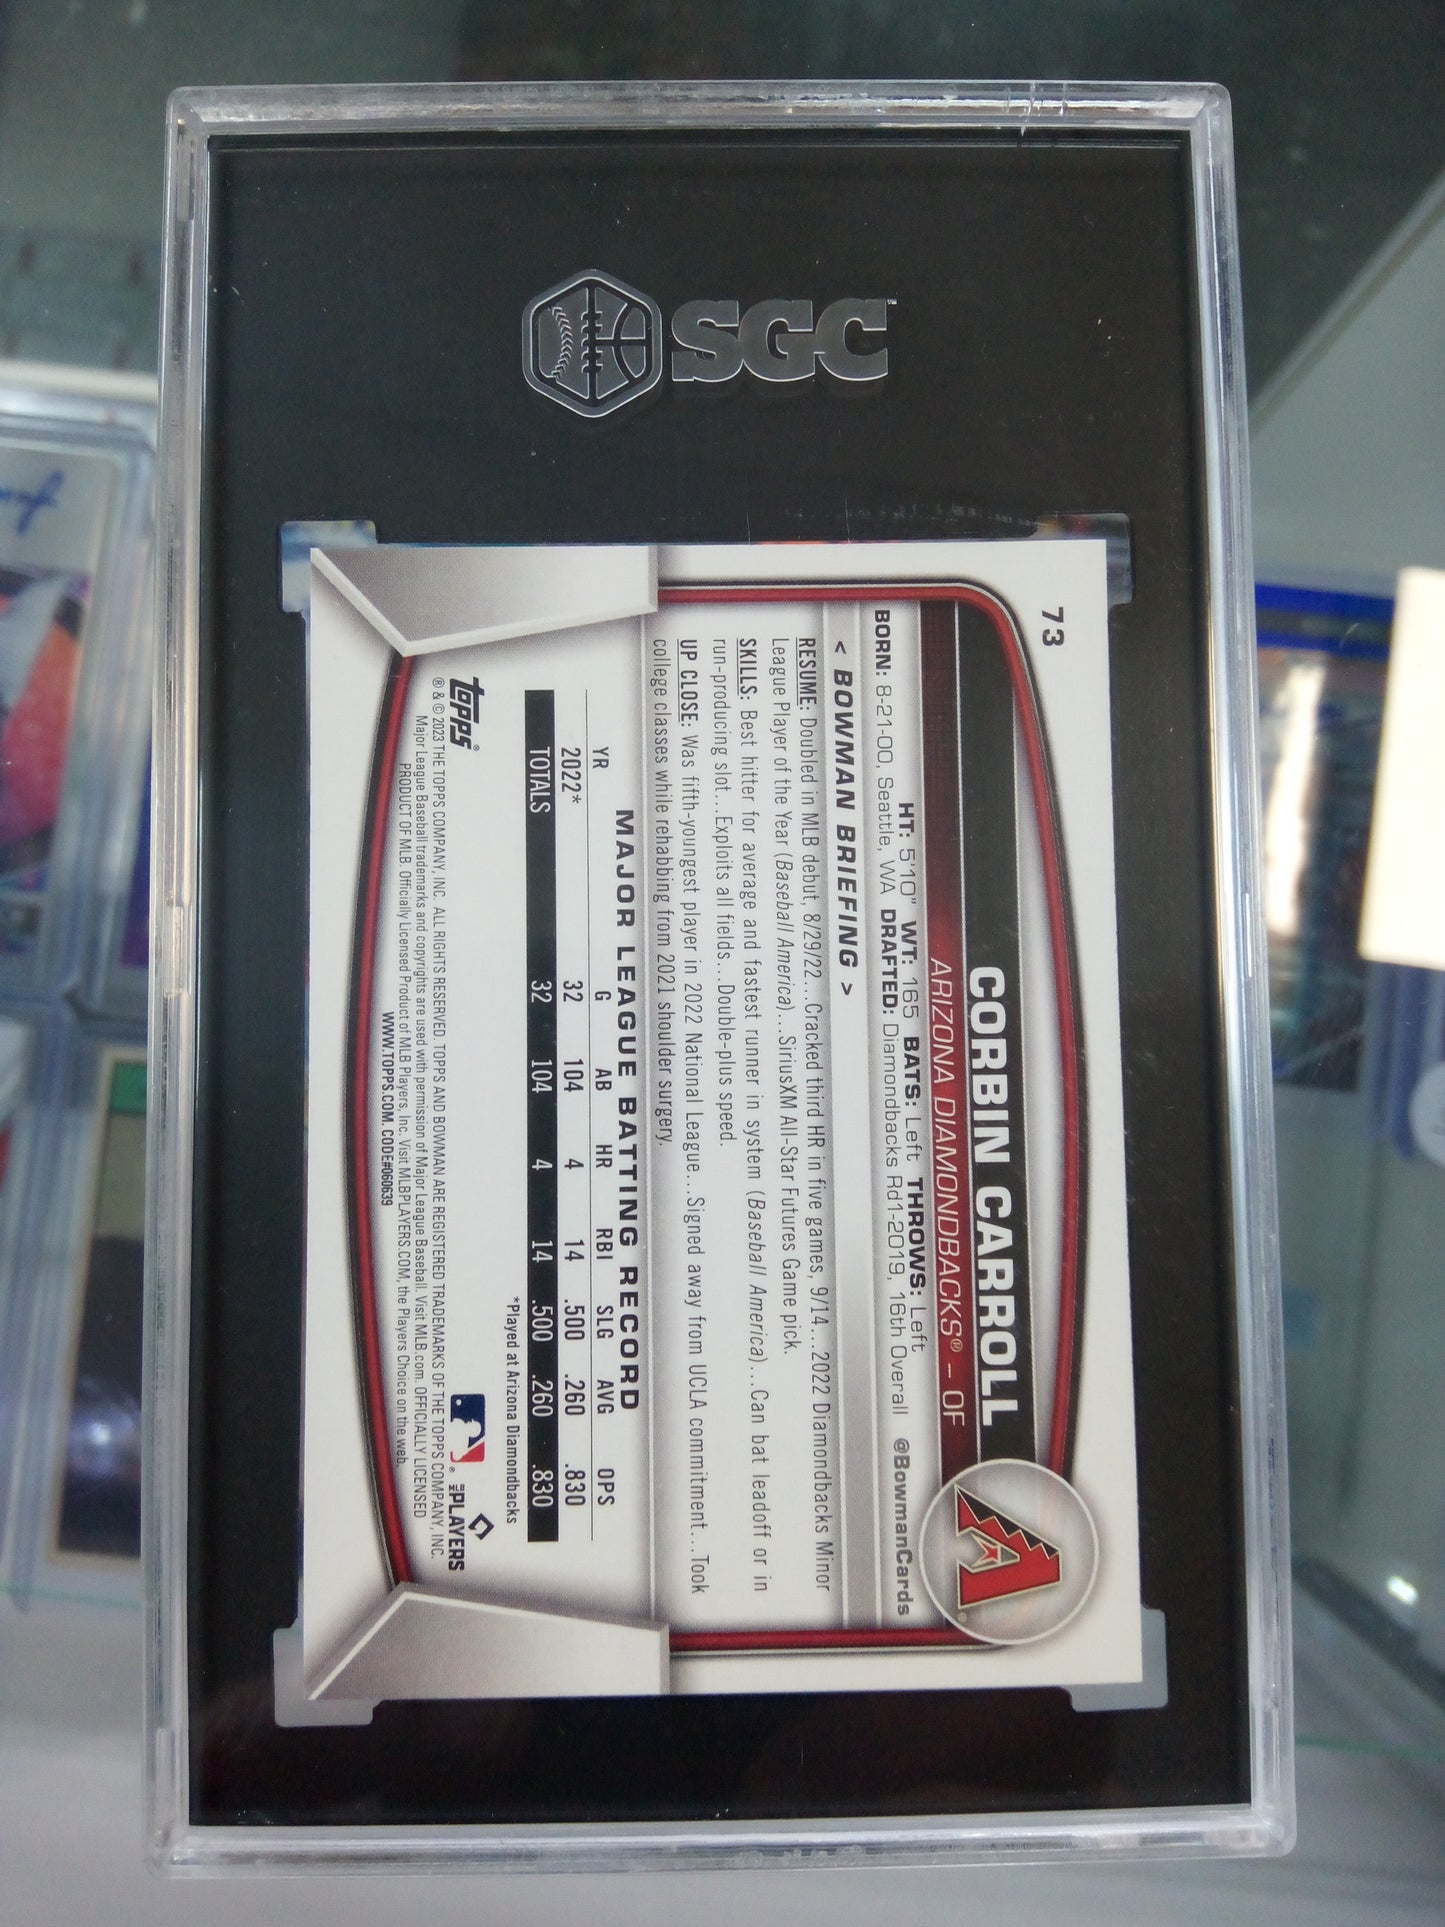 SGC
73
CORBIN CARROLL
ARIZONA DIAMONDBACKS® – OF
HT: 5'10" WT: 165 BATS: Left THROWS: Left
BORN: 8-21-00, Seattle, WA DRAFTED: Diamondbacks Rd1-2019, 16th Overall @BowmanCards
< BOWMAN BRIEFING >
RESUME: Doubled in MLB debut, 8/29/22...Cracked third HR in five games, 9/14...2022 Diamondbacks Minor
League Player of the Year (Baseball America)....SiriusXM All-Star Futures Game pick.
SKILLS: Best hitter for average and fastest runner in system (Baseball America)....Can bat leadoff or in
run-producing slot...Exploits all fields...Double-plus speed.
UP CLOSE: Was fifth-youngest player in 2022 National League...Signed away from UCLA commitment...Took
college classes while rehabbing from 2021 shoulder surgery.
MAJOR LEAGUE BATTING RECORD
YR G AB HR RBI SLG AVG OPS
2022* 32 104 4 14 .500 .260 .830
TOTALS 32 104 4 14 .500 .260 .830
*Played at Arizona Diamondbacks
topps®
PLAYERS
® & © 2023 THE TOPPS COMPANY, INC. ALL RIGHTS RESERVED. TOPPS AND BOWMAN ARE REGISTERED TRADEMARKS OF THE TOPPS COMPANY, INC.
Major League Baseball trademarks and copyrights are used with permission of Major League Baseball. Visit MLB.com. OFFICIALLY LICENSED
PRODUCT OF MLB. Officially Licensed Product of MLB Players, Inc. Visit MLBPLAYERS.COM, the Players Choice on the web.
WWW.TOPPS.COM. CODE#060639